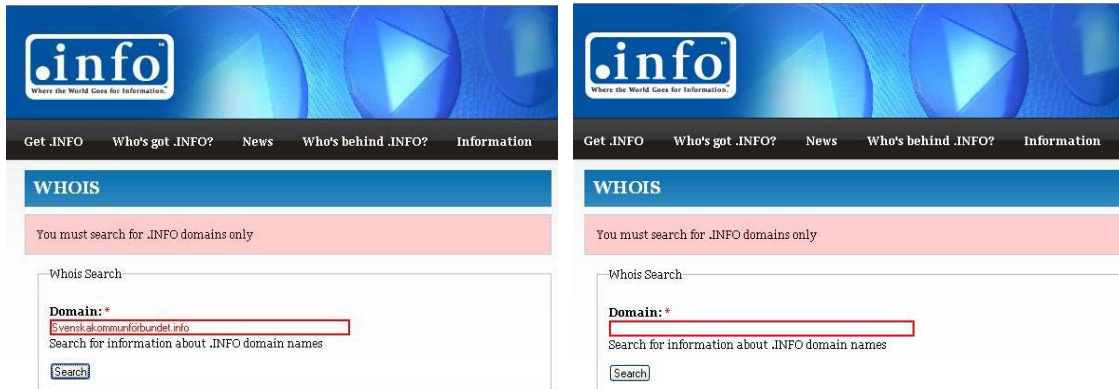 .info
Where the World Goes for Information.
Get .INFO Who's got .INFO? News Who's behind .INFO? Information
WHOIS
You must search for .INFO domains only
Whois Search
Domain: *
Svenskakommunförbundet.info
Search for information about .INFO domain names
Search
.info
Where the World Goes for Information.
Get .INFO Who's got .INFO? News Who's behind .INFO? Information
WHOIS
You must search for .INFO domains only
Whois Search
Domain: *
Search for information about .INFO domain names
Search